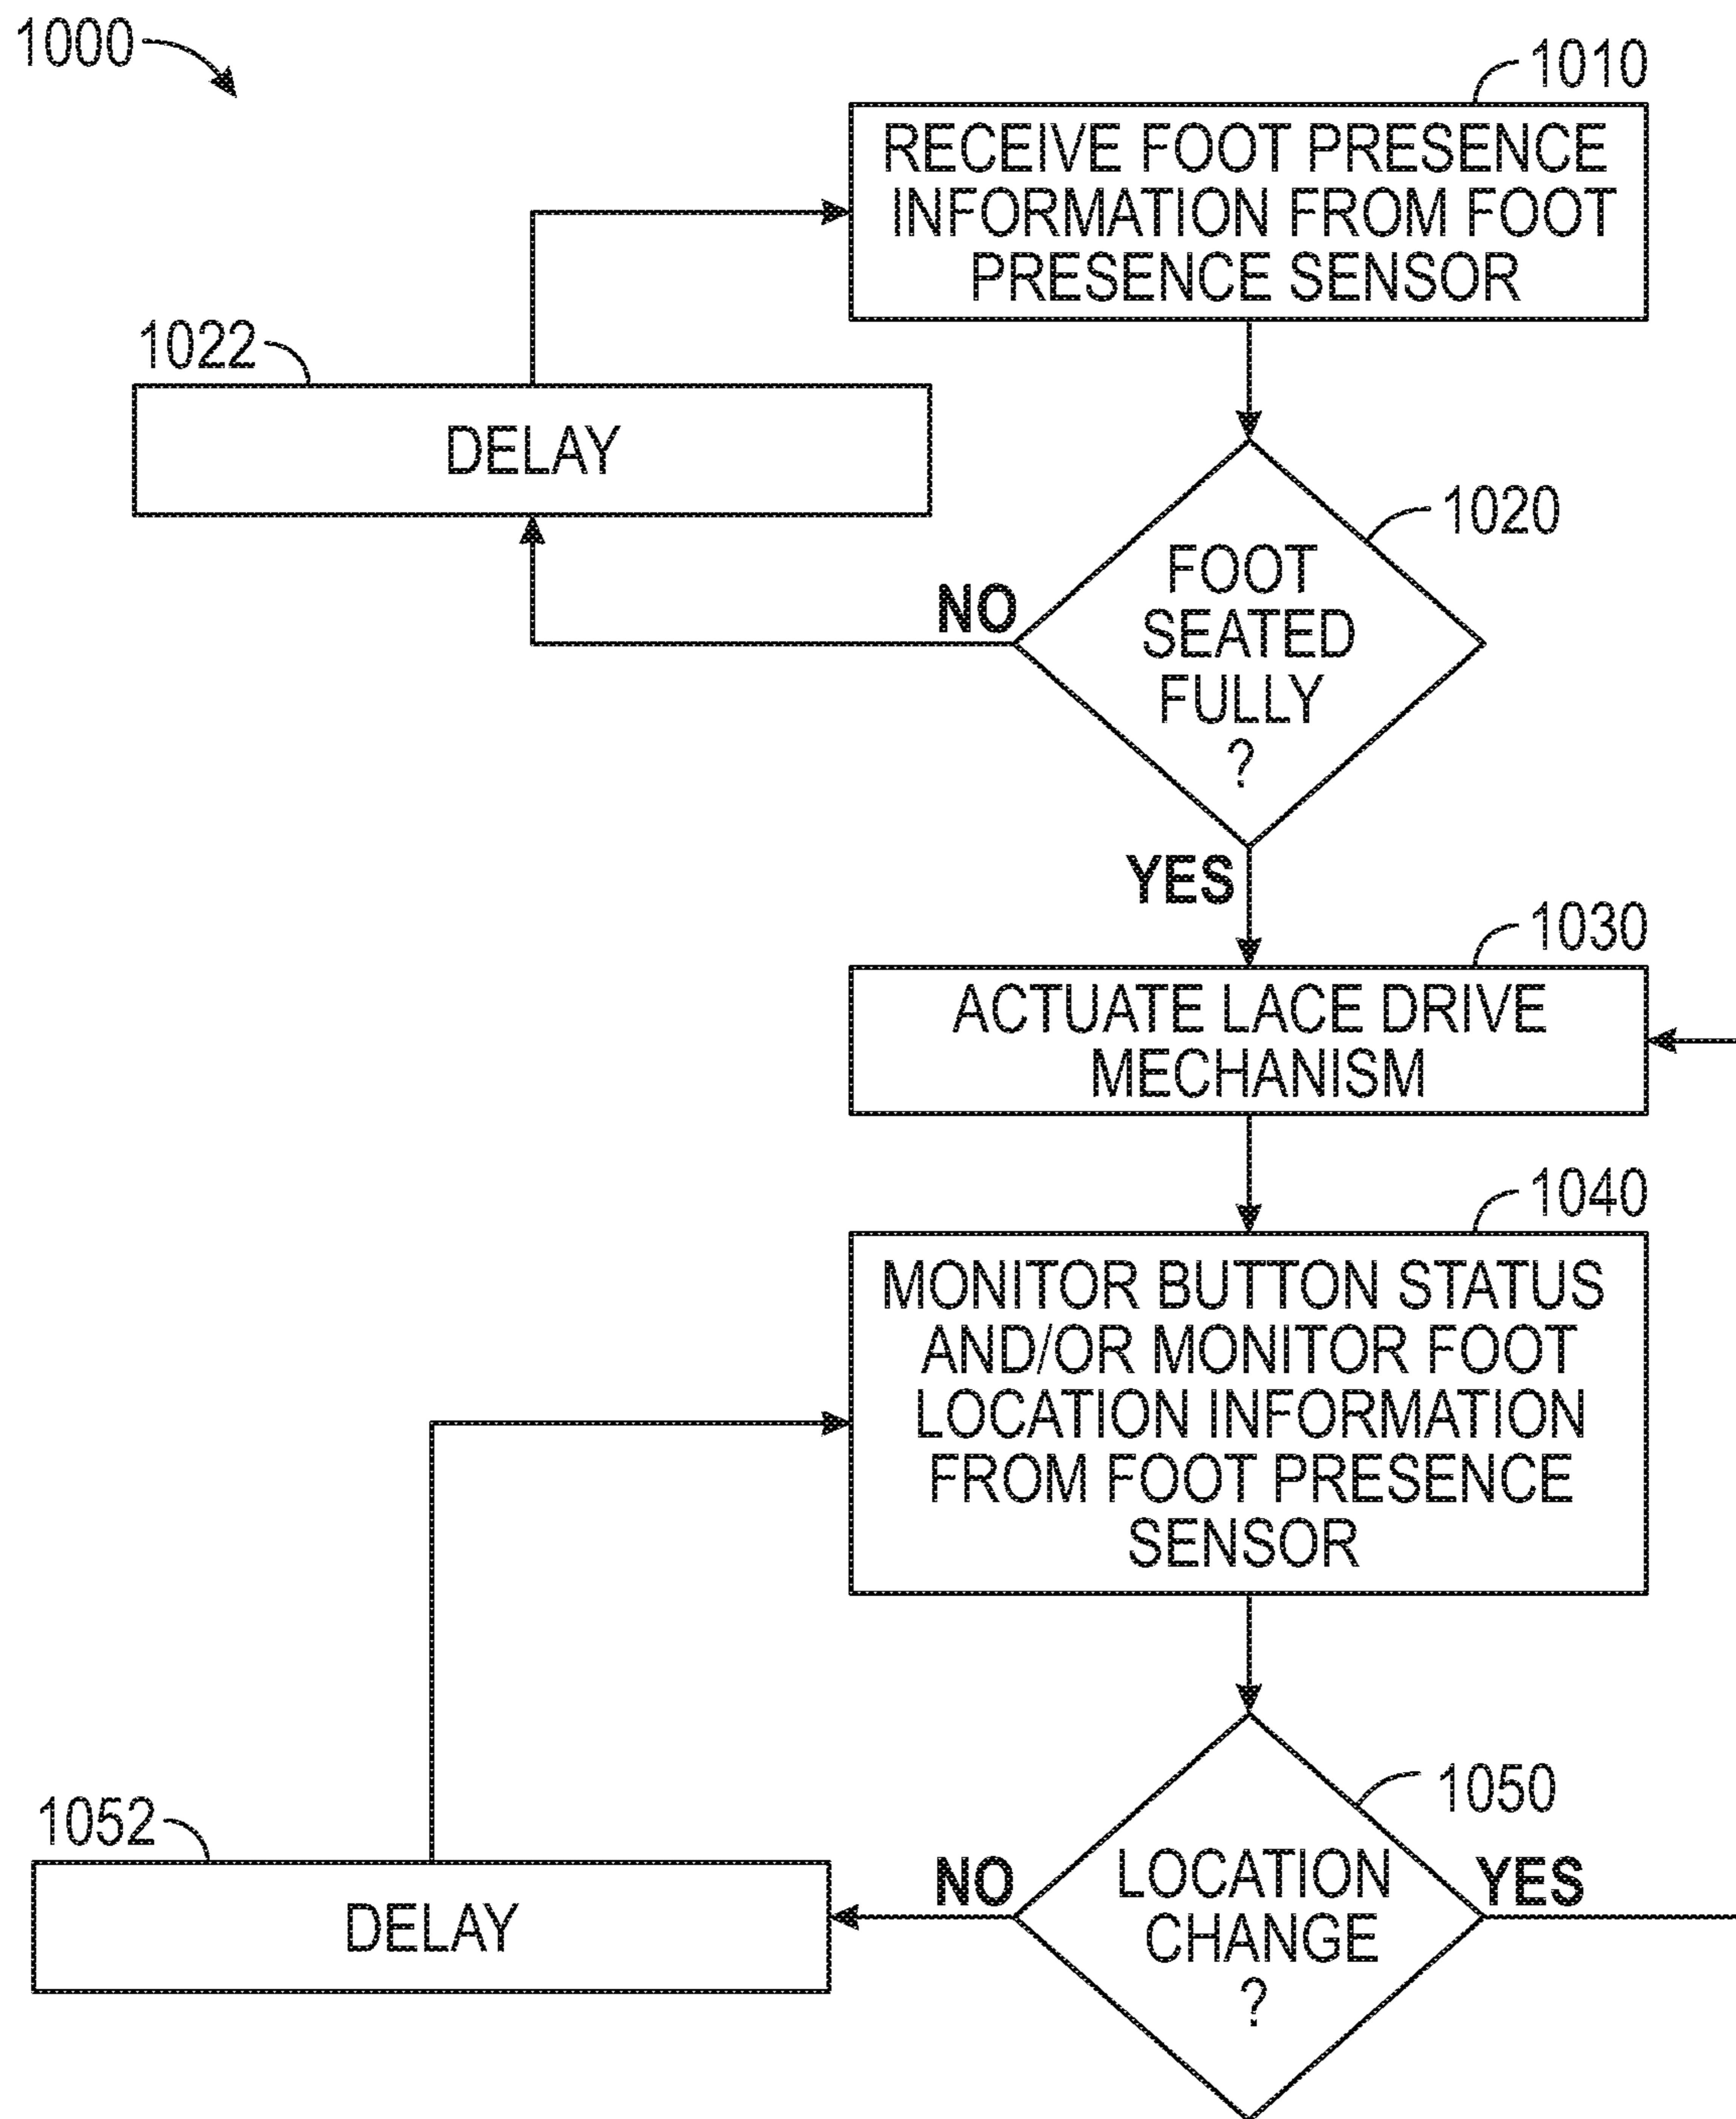 1000
1010
RECEIVE FOOT PRESENCE
INFORMATION FROM FOOT
PRESENCE SENSOR
1022
DELAY
1020
FOOT
SEATED
FULLY
?
NO
YES
1030
ACTUATE LACE DRIVE
MECHANISM
1040
MONITOR BUTTON STATUS
AND/OR MONITOR FOOT
LOCATION INFORMATION
FROM FOOT PRESENCE
SENSOR
1050
LOCATION
CHANGE
?
NO
YES
1052
DELAY